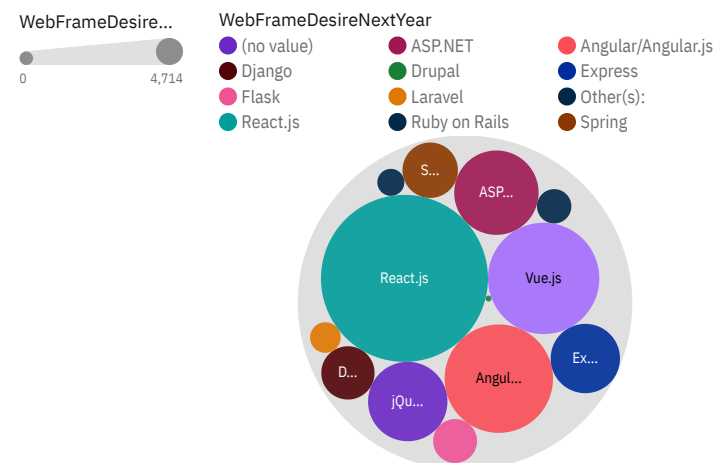 WebFrameDesire...
0 4,714
WebFrameDesireNextYear
(no value) ASP.NET Angular/Angular.js
Django Drupal Express
Flask Laravel Other(s):
React.js Ruby on Rails Spring
S...
ASP...
React.js
Vue.js
D...
Angul...
Ex...
jQu...